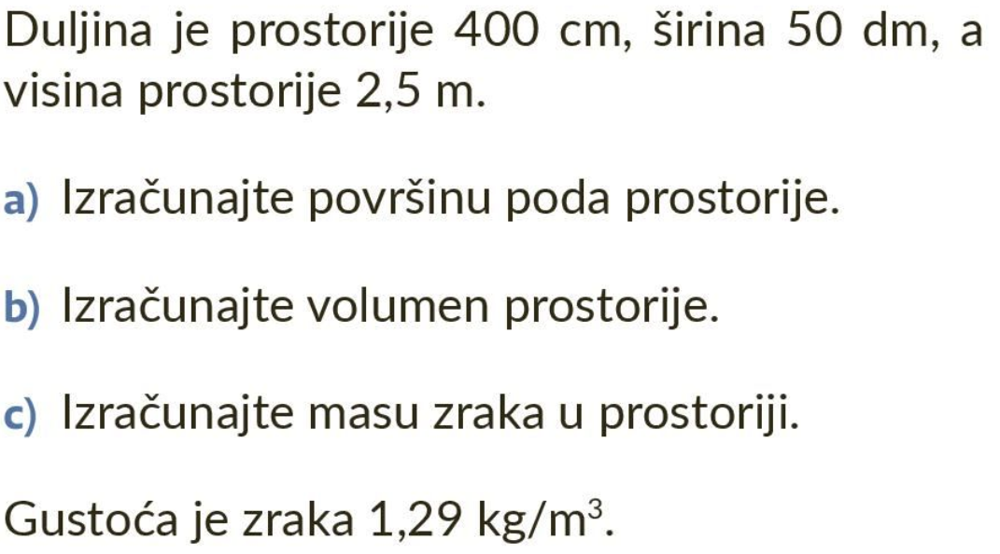 Duljina je prostorije 400 cm, širina 50 dm, a
visina prostorije 2,5 m.
a) Izračunajte površinu poda prostorije.
b) Izračunajte volumen prostorije.
c) Izračunajte masu zraka u prostoriji.
Gustoća je zraka 1,29 kg/m³.